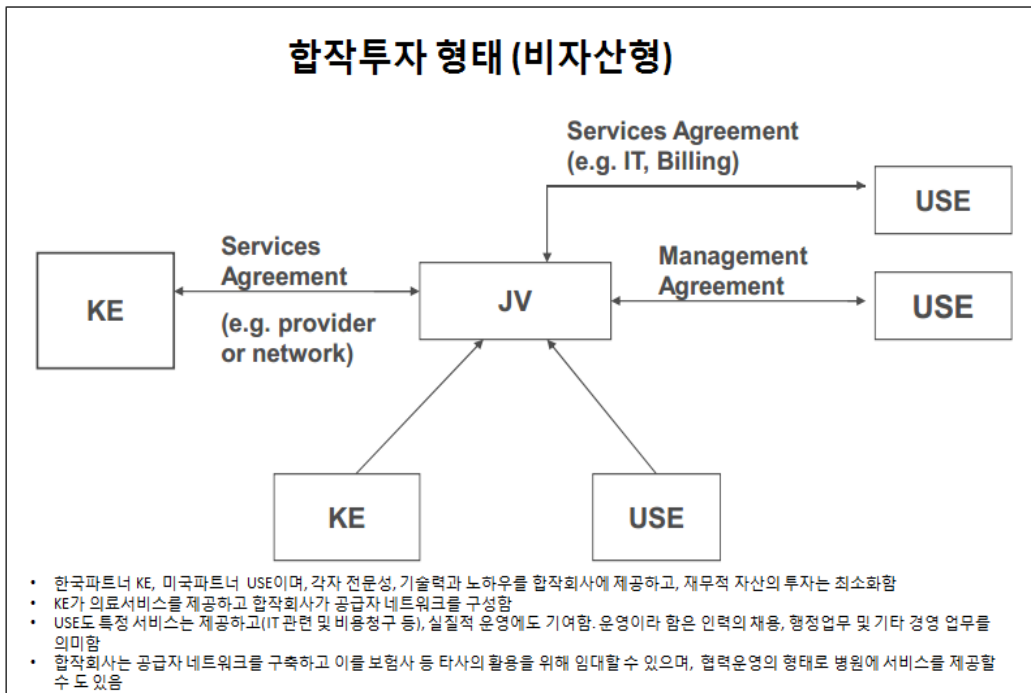 합작투자 형태 (비자산형)
Services Agreement
(e.g. IT, Billing)
USE
Services
Agreement
(e.g. provider
or network)
KE
JV
Management
Agreement
USE
KE
USE
• 한국파트너 KE, 미국파트너 USE이며, 각자 전문성, 기술력과 노하우를 합작회사에 제공하고, 재무적 자산의 투자는 최소화함
• KE가 의료서비스를 제공하고 합작회사가 공급자 네트워크를 구성함
• USE도 특정 서비스는 제공하고(IT 관련 및 비용청구 등), 실질적 운영에도 기여함. 운영이라 함은 인력의 채용, 행정업무 및 기타 경영 업무를
의미함
• 합작회사는 공급자 네트워크를 구축하고 이를 보험사 등 타사의 활용을 위해 임대할 수 있으며, 협력운영의 형태로 병원에 서비스를 제공할
수 도 있음